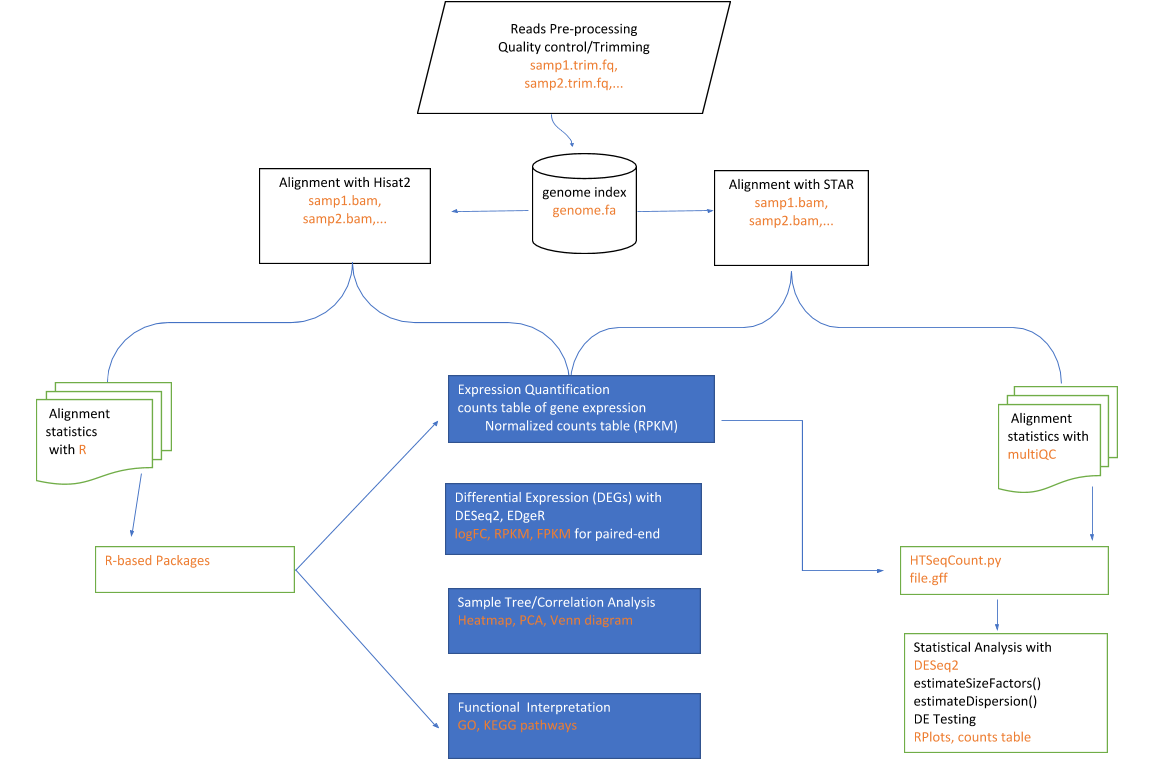 Reads Pre-processing
Quality control/Trimming
samp1.trim.fq,
samp2.trim.fq,...
genome index
genome.fa
Alignment with Hisat2
samp1.bam,
samp2.bam,...
Alignment with STAR
samp1.bam,
samp2.bam,...
Alignment
statistics
with R
R-based Packages
Expression Quantification
counts table of gene expression
Normalized counts table (RPKM)
Differential Expression (DEGs) with
DESeq2, EDgeR
logFC, RPKM, FPKM for paired-end
Sample Tree/Correlation Analysis
Heatmap, PCA, Venn diagram
Functional Interpretation
GO, KEGG pathways
Alignment
statistics with
multiQC
HTSeqCount.py
file.gff
Statistical Analysis with
DESeq2
estimateSizeFactors()
estimateDispersion()
DE Testing
RPlots, counts table